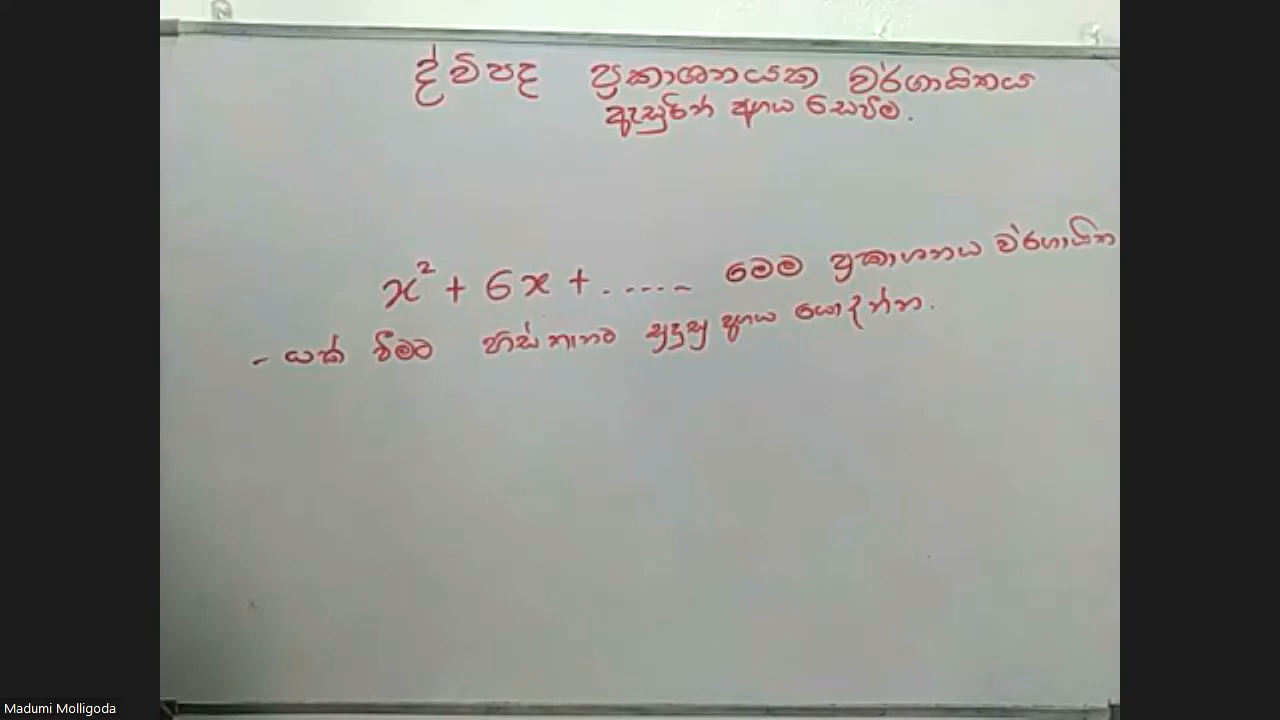 ද්විපද ප්‍රකාශනයක වර්ගායිතය
ඇසුරින් අගය සෙවීම.
x² + 6x + ...... මෙම ප්‍රකාශනය වර්ගායිත
- යක් වීමට හිස්තැනට සුදුසු අගය යොදන්න.
Madumi Molligoda